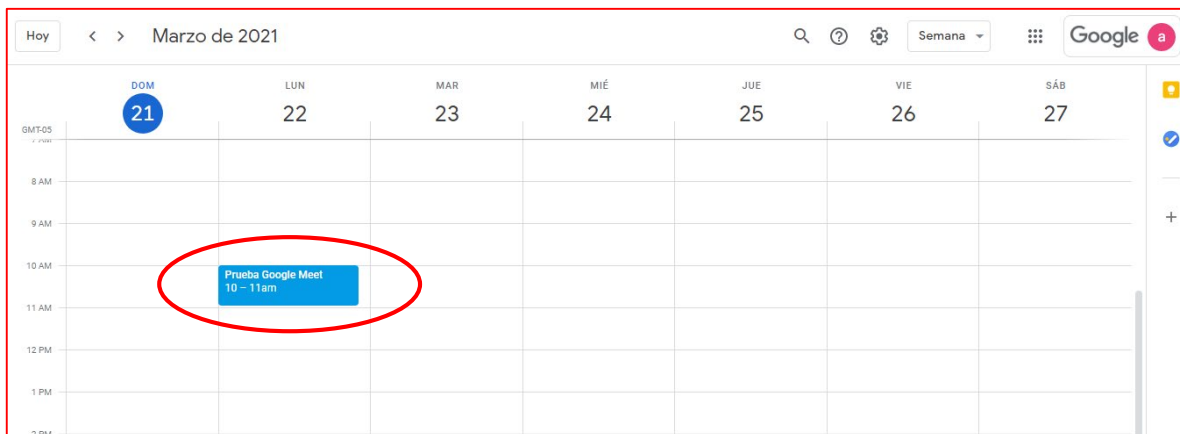 Hoy
Marzo de 2021
Semana
Google
a
DOM LUN MAR MIÉ JUE VIE SÁB
21 22 23 24 25 26 27
GMT-05
8 AM
9 AM
10 AM
Prueba Google Meet
10 – 11am
11 AM
12 PM
1 PM